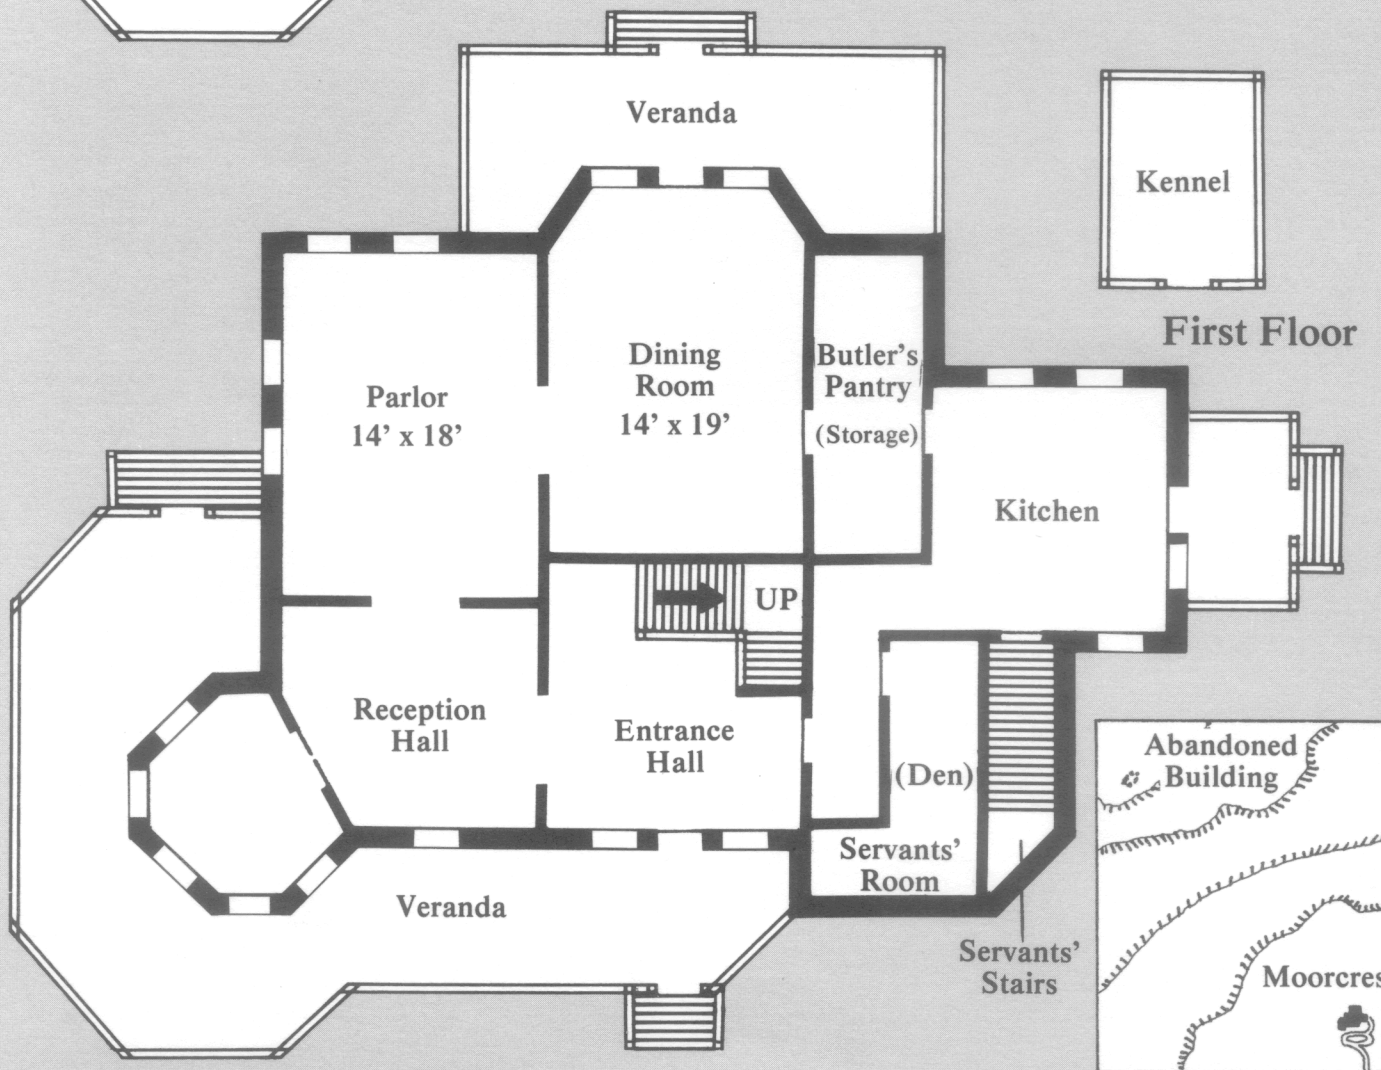 Veranda
Kennel
First Floor
Parlor
14’ x 18’
Dining
Room
14’ x 19’
Butler’s
Pantry
(Storage)
Kitchen
UP
Reception
Hall
Entrance
Hall
(Den)
Servants’
Room
Veranda
Servants’
Stairs
Abandoned
Building
Moorcres